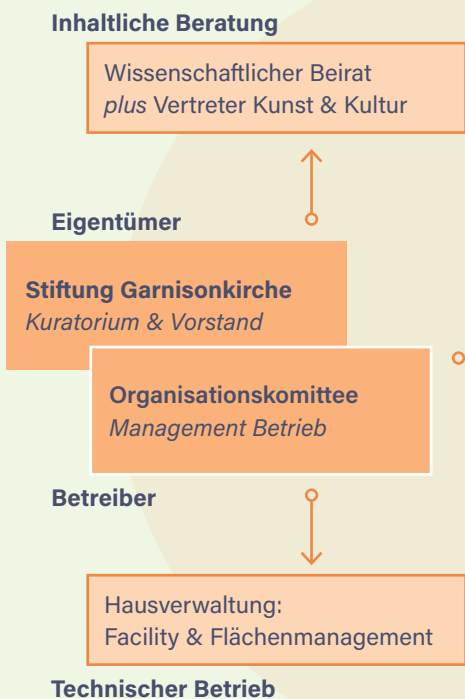 Inhaltliche Beratung
Wissenschaftlicher Beirat
plus Vertreter Kunst & Kultur
Eigentümer
Stiftung Garnisonkirche
Kuratorium & Vorstand
Organisationskomittee
Management Betrieb
Betreiber
Hausverwaltung:
Facility & Flächenmanagement
Technischer Betrieb